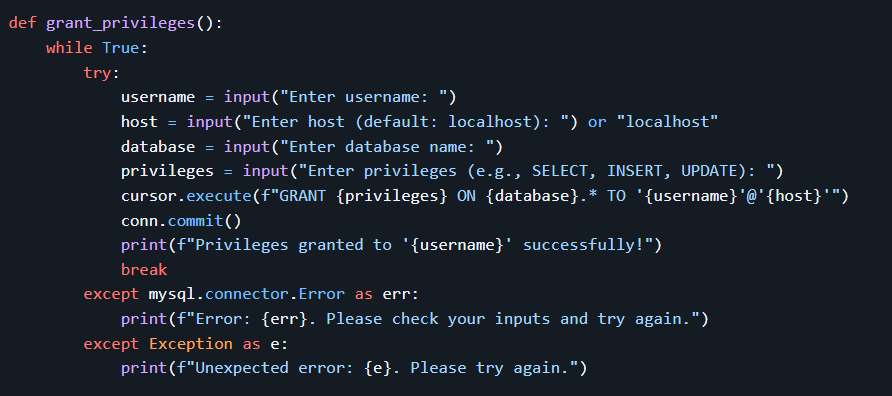 def grant_privileges():
    while True:
        try:
            username = input("Enter username: ")
            host = input("Enter host (default: localhost): ") or "localhost"
            database = input("Enter database name: ")
            privileges = input("Enter privileges (e.g., SELECT, INSERT, UPDATE): ")
            cursor.execute(f"GRANT {privileges} ON {database}.* TO '{username}'@'{host}'")
            conn.commit()
            print(f"Privileges granted to '{username}' successfully!")
            break
        except mysql.connector.Error as err:
            print(f"Error: {err}. Please check your inputs and try again.")
        except Exception as e:
            print(f"Unexpected error: {e}. Please try again.")